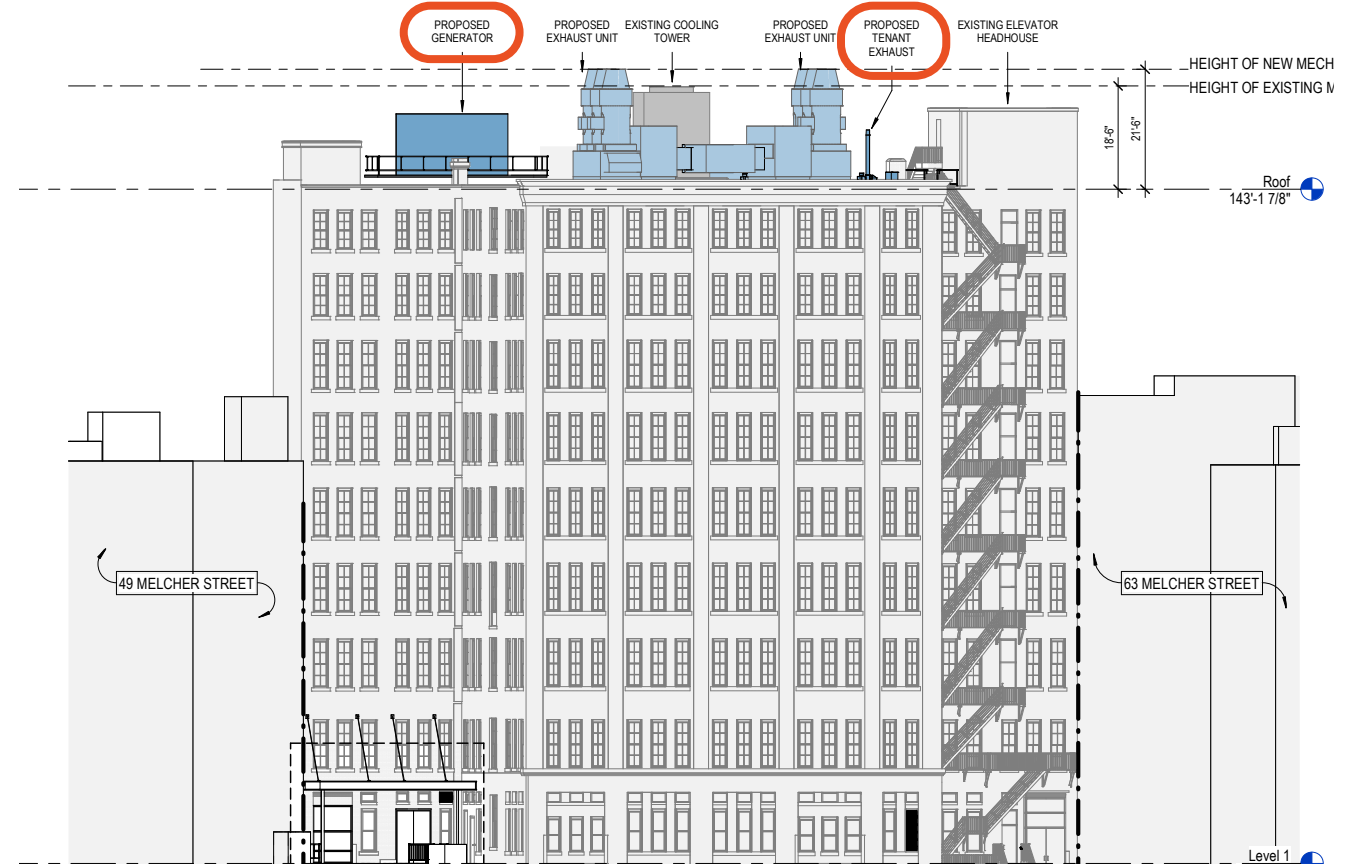 PROPOSED
GENERATOR
PROPOSED
EXHAUST UNIT
EXISTING COOLING
TOWER
PROPOSED
EXHAUST UNIT
PROPOSED
TENANT
EXHAUST
EXISTING ELEVATOR
HEADHOUSE
HEIGHT OF NEW MECH
HEIGHT OF EXISTING M
18'-6"
21'-6"
Roof
143'-1 7/8"
49 MELCHER STREET
63 MELCHER STREET
Level 1